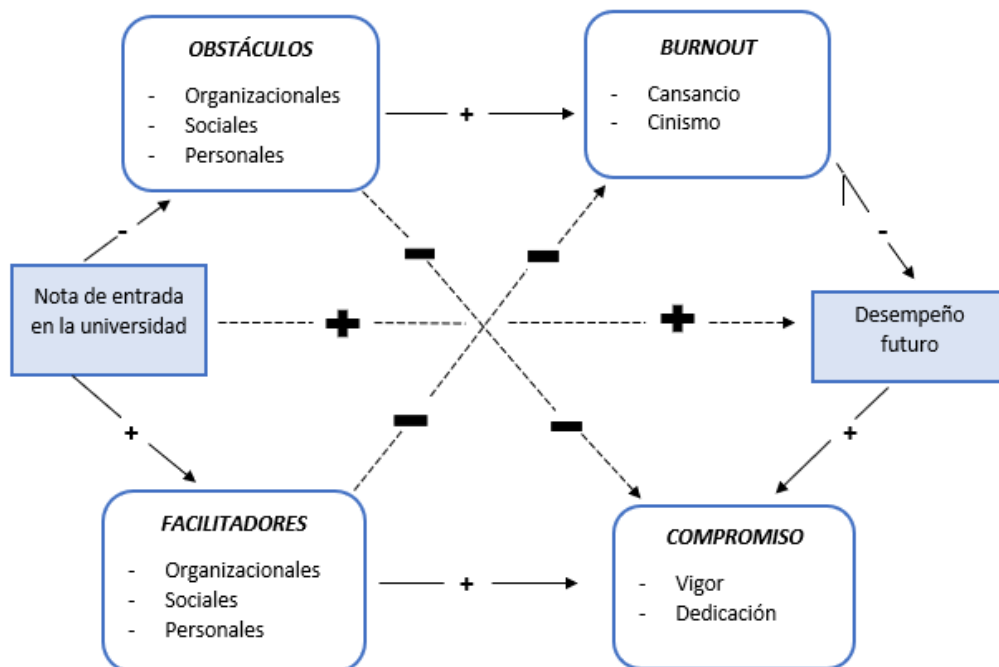 OBSTÁCULOS
- Organizacionales
- Sociales
- Personales
+
BURNOUT
- Cansancio
- Cinismo
-
-
-
-
Nota de entrada
en la universidad
+
+
Desempeño
futuro
+
-
-
+
FACILITADORES
- Organizacionales
- Sociales
- Personales
+
COMPROMISO
- Vigor
- Dedicación